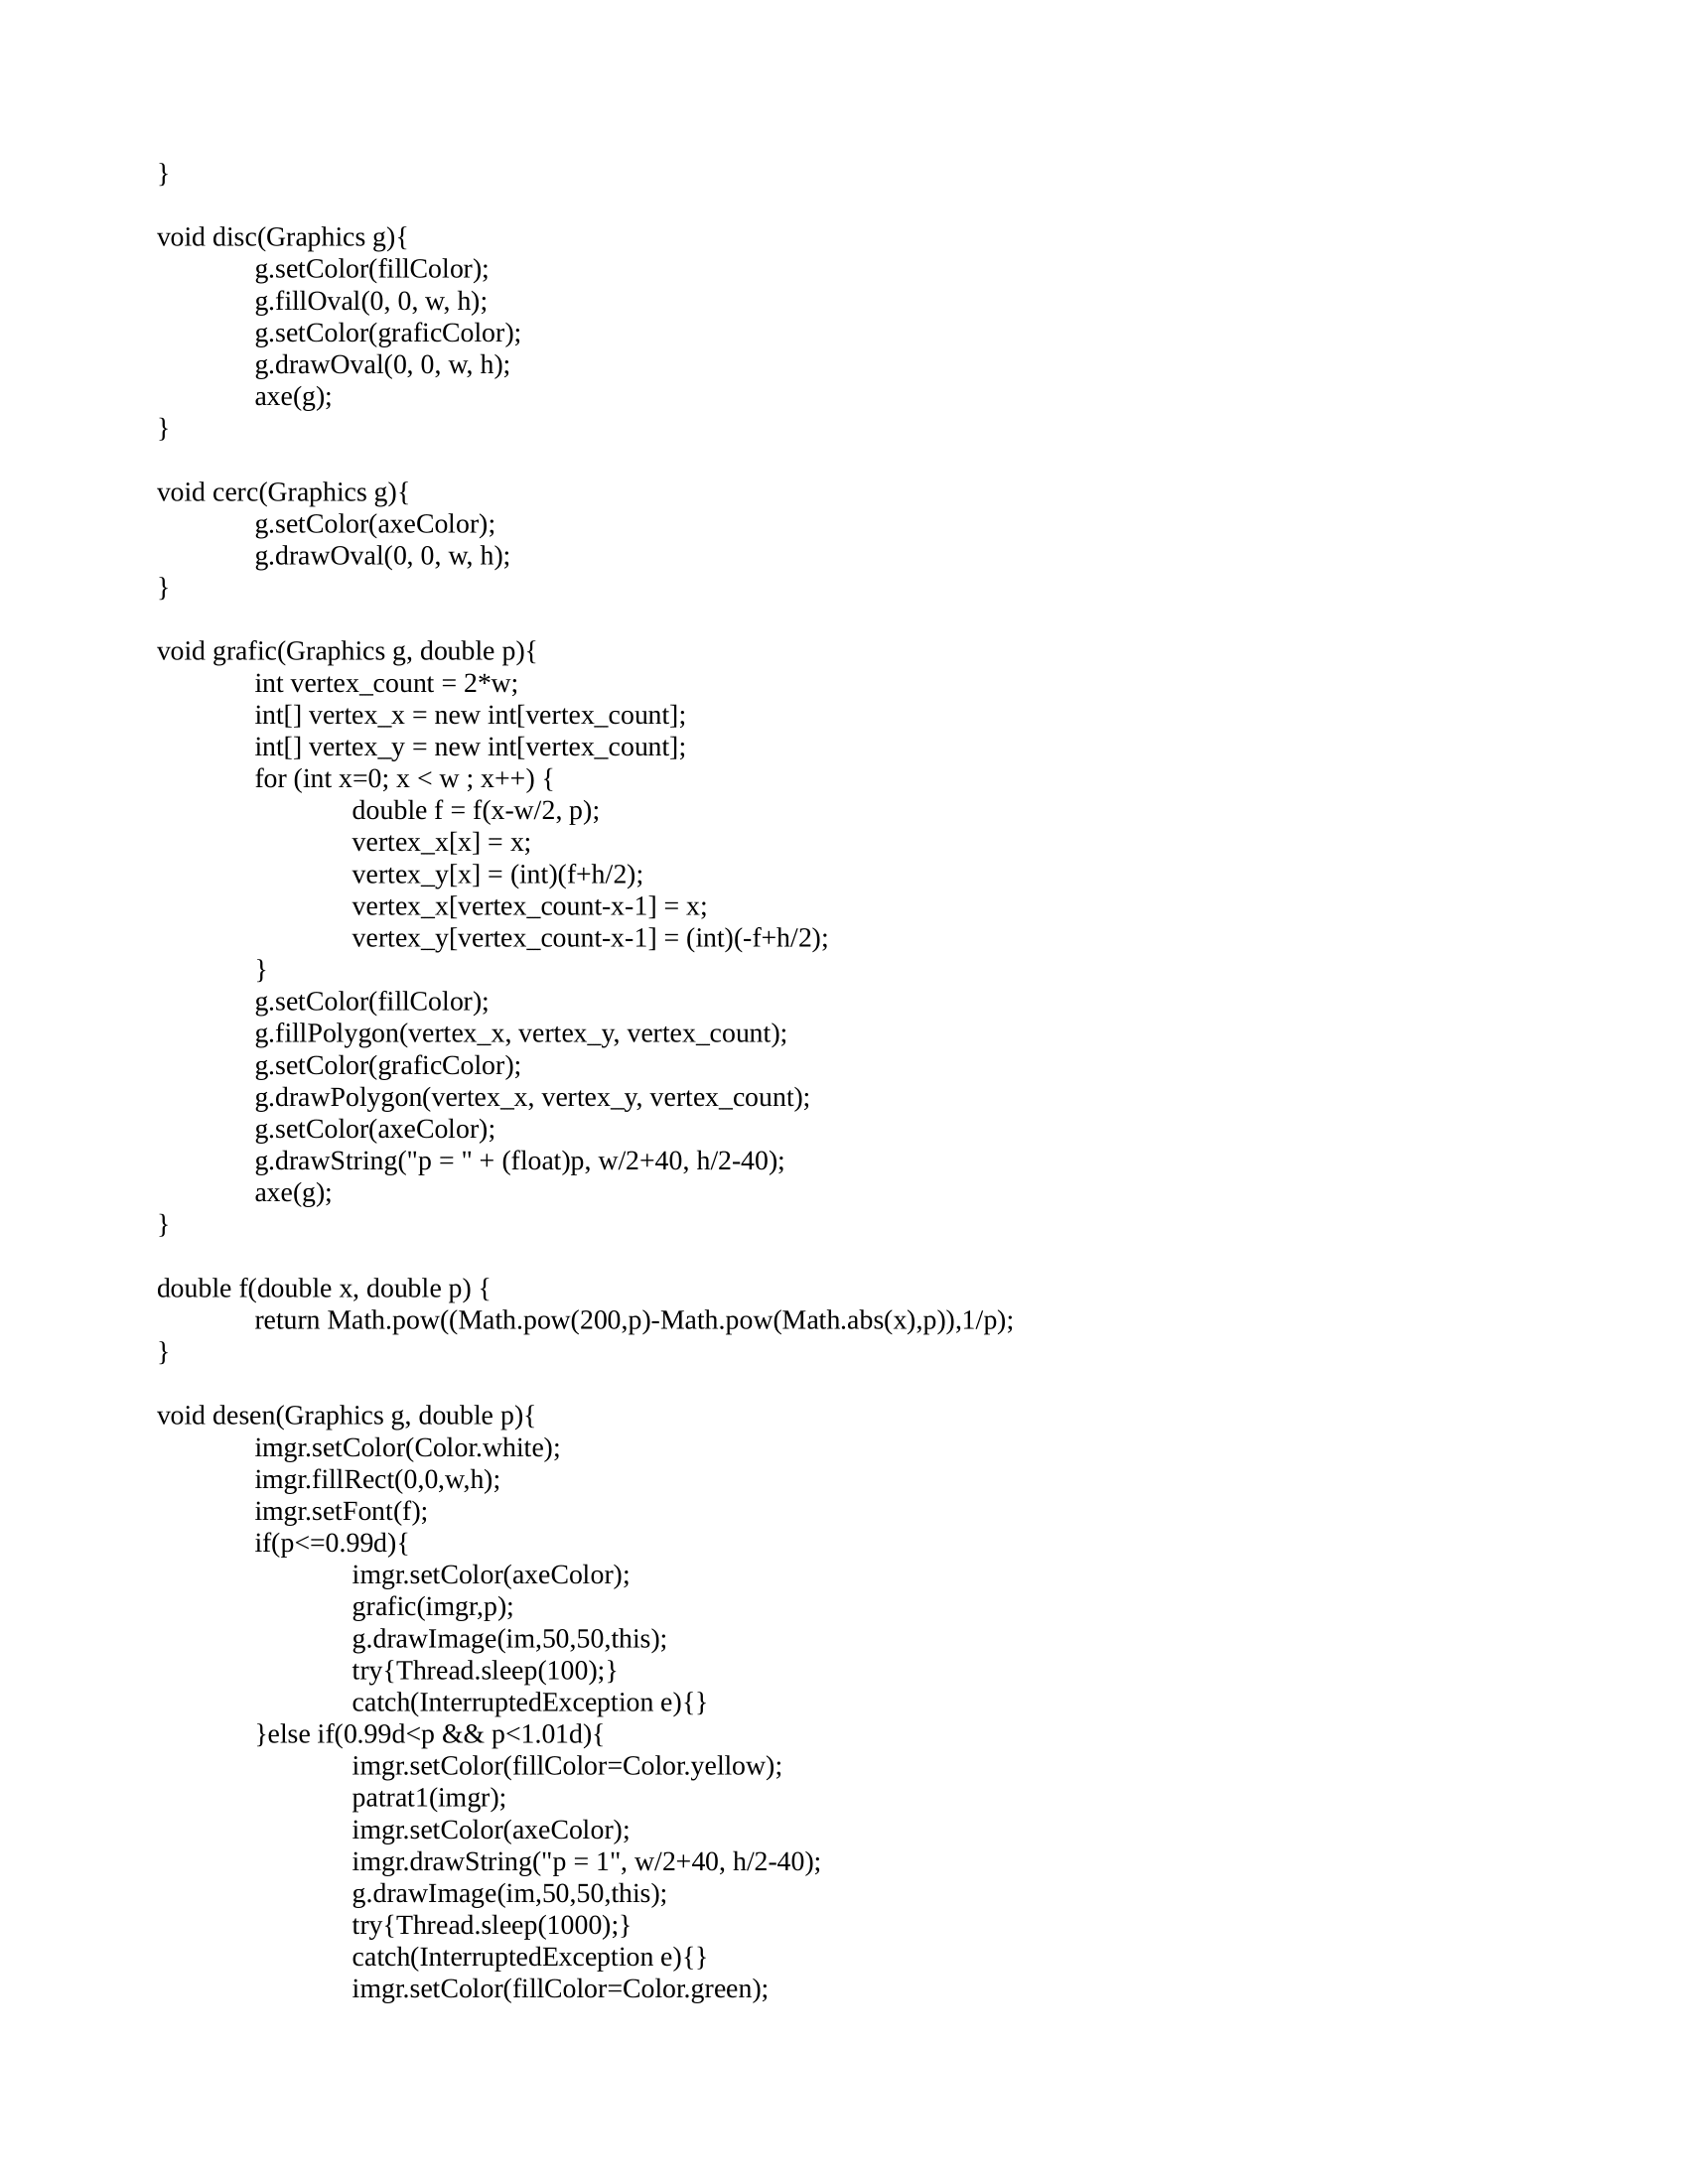 }
void disc(Graphics g){
g.setColor(fillColor);
g.fillOval(0, 0, w, h);
g.setColor(graficColor);
g.drawOval(0, 0, w, h);
axe(g);
}
void cerc(Graphics g){
g.setColor(axeColor);
g.drawOval(0, 0, w, h);
}
void grafic(Graphics g, double p){
int vertex_count = 2*w;
int[] vertex_x = new int[vertex_count];
int[] vertex_y = new int[vertex_count];
for (int x=0; x < w ; x++) {
double f = f(x-w/2, p);
vertex_x[x] = x;
vertex_y[x] = (int)(f+h/2);
vertex_x[vertex_count-x-1] = x;
vertex_y[vertex_count-x-1] = (int)(-f+h/2);
}
g.setColor(fillColor);
g.fillPolygon(vertex_x, vertex_y, vertex_count);
g.setColor(graficColor);
g.drawPolygon(vertex_x, vertex_y, vertex_count);
g.setColor(axeColor);
g.drawString("p = " + (float)p, w/2+40, h/2-40);
axe(g);
}
double f(double x, double p) {
return Math.pow((Math.pow(200,p)-Math.pow(Math.abs(x),p)),1/p);
}
void desen(Graphics g, double p){
imgr.setColor(Color.white);
imgr.fillRect(0,0,w,h);
imgr.setFont(f);
if(p<=0.99d){
imgr.setColor(axeColor);
grafic(imgr,p);
g.drawImage(im,50,50,this);
try{Thread.sleep(100);}
catch(InterruptedException e){}
}else if(0.99d<p && p<1.01d){
imgr.setColor(fillColor=Color.yellow);
patrat1(imgr);
imgr.setColor(axeColor);
imgr.drawString("p = 1", w/2+40, h/2-40);
g.drawImage(im,50,50,this);
try{Thread.sleep(1000);}
catch(InterruptedException e){}
imgr.setColor(fillColor=Color.green);